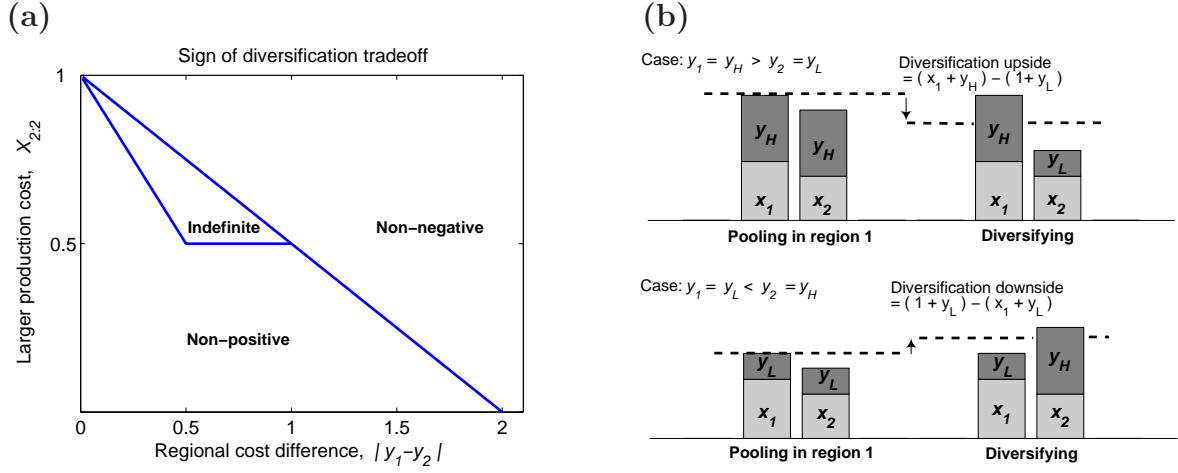 (a)
Sign of diversification tradeoff
1
0.5
Larger production cost, X2:2
Indefinite
Non−negative
Non−positive
0 0.5 1 1.5 2
Regional cost difference, | y1−y2 |
(b)
Case: y1 = yH > y2 = yL
Diversification upside
= ( x1 + yH ) − ( 1+ yL )
yH
yH
yH
yL
x1
x2
x1
x2
Pooling in region 1
Diversifying
Case: y1 = yL < y2 = yH
Diversification downside
= ( 1 + yL ) − ( x1 + yL )
yL
yL
yL
yH
x1
x2
x1
x2
Pooling in region 1
Diversifying